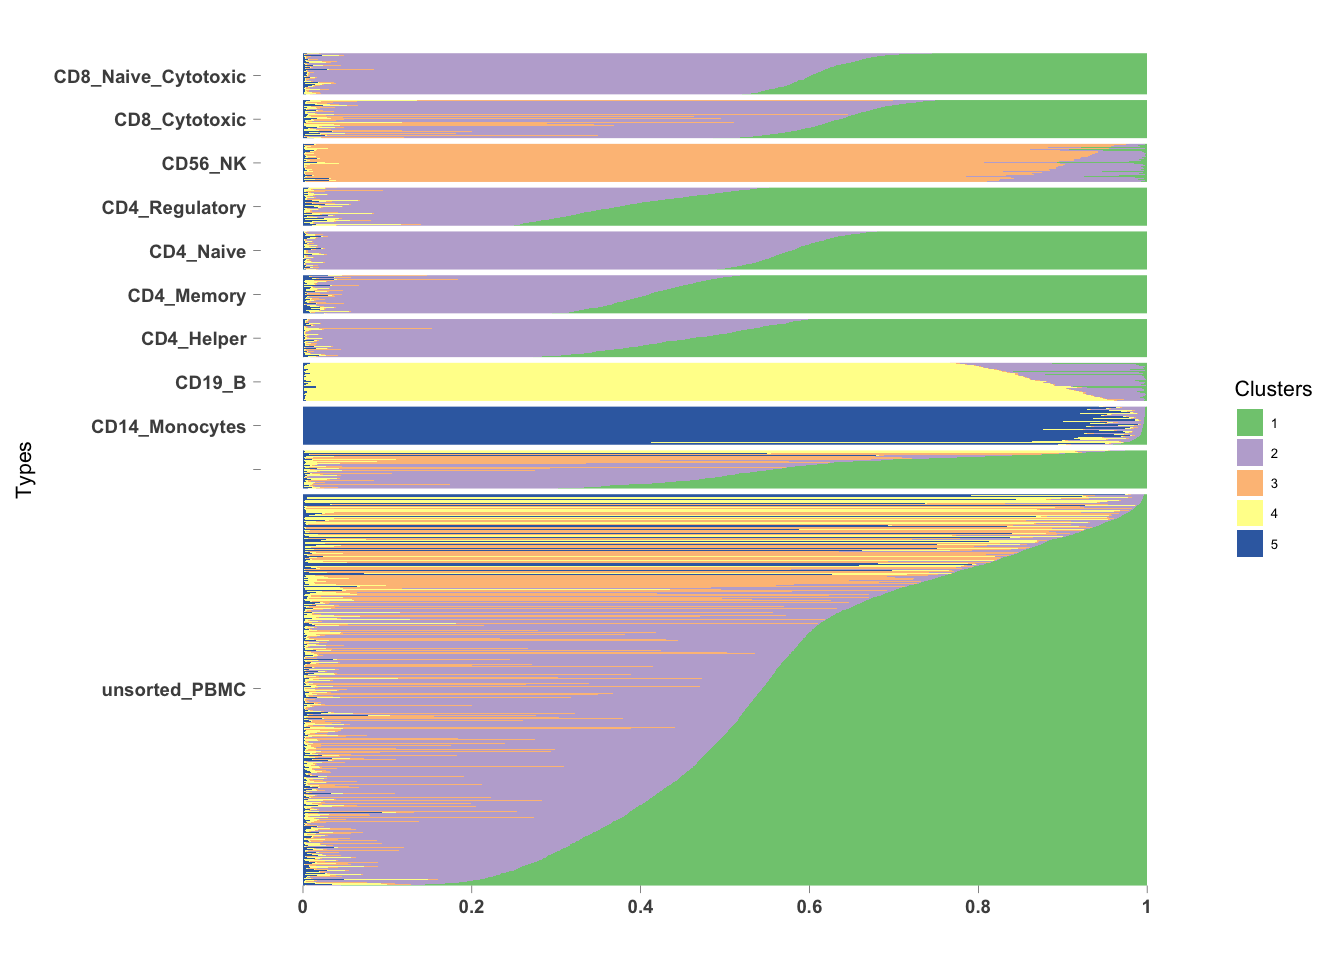 CD8_Naive_Cytotoxic
CD8_Cytotoxic
CD56_NK
CD4_Regulatory
CD4_Naive
CD4_Memory
CD4_Helper
CD19_B
CD14_Monocytes
unsorted_PBMC
Types
0 0.2 0.4 0.6 0.8 1
Clusters
1
2
3
4
5